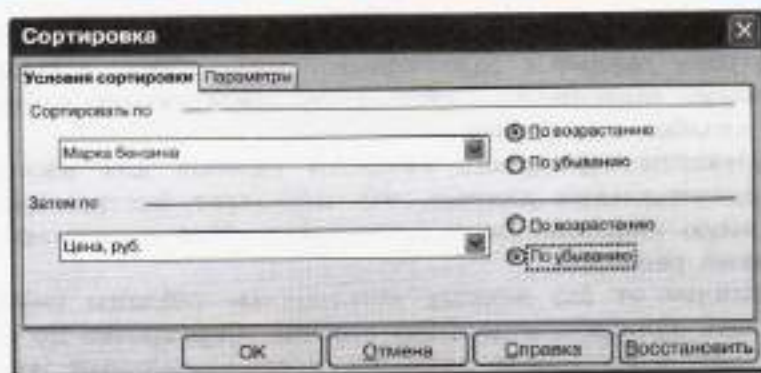 Сортировка
Условия сортировки Параметры
Сортировать по
Марка бензина
По возрастанию
По убыванию
Затем по
Цена, руб.
По возрастанию
По убыванию
ОК Отмена Справка Восстановить